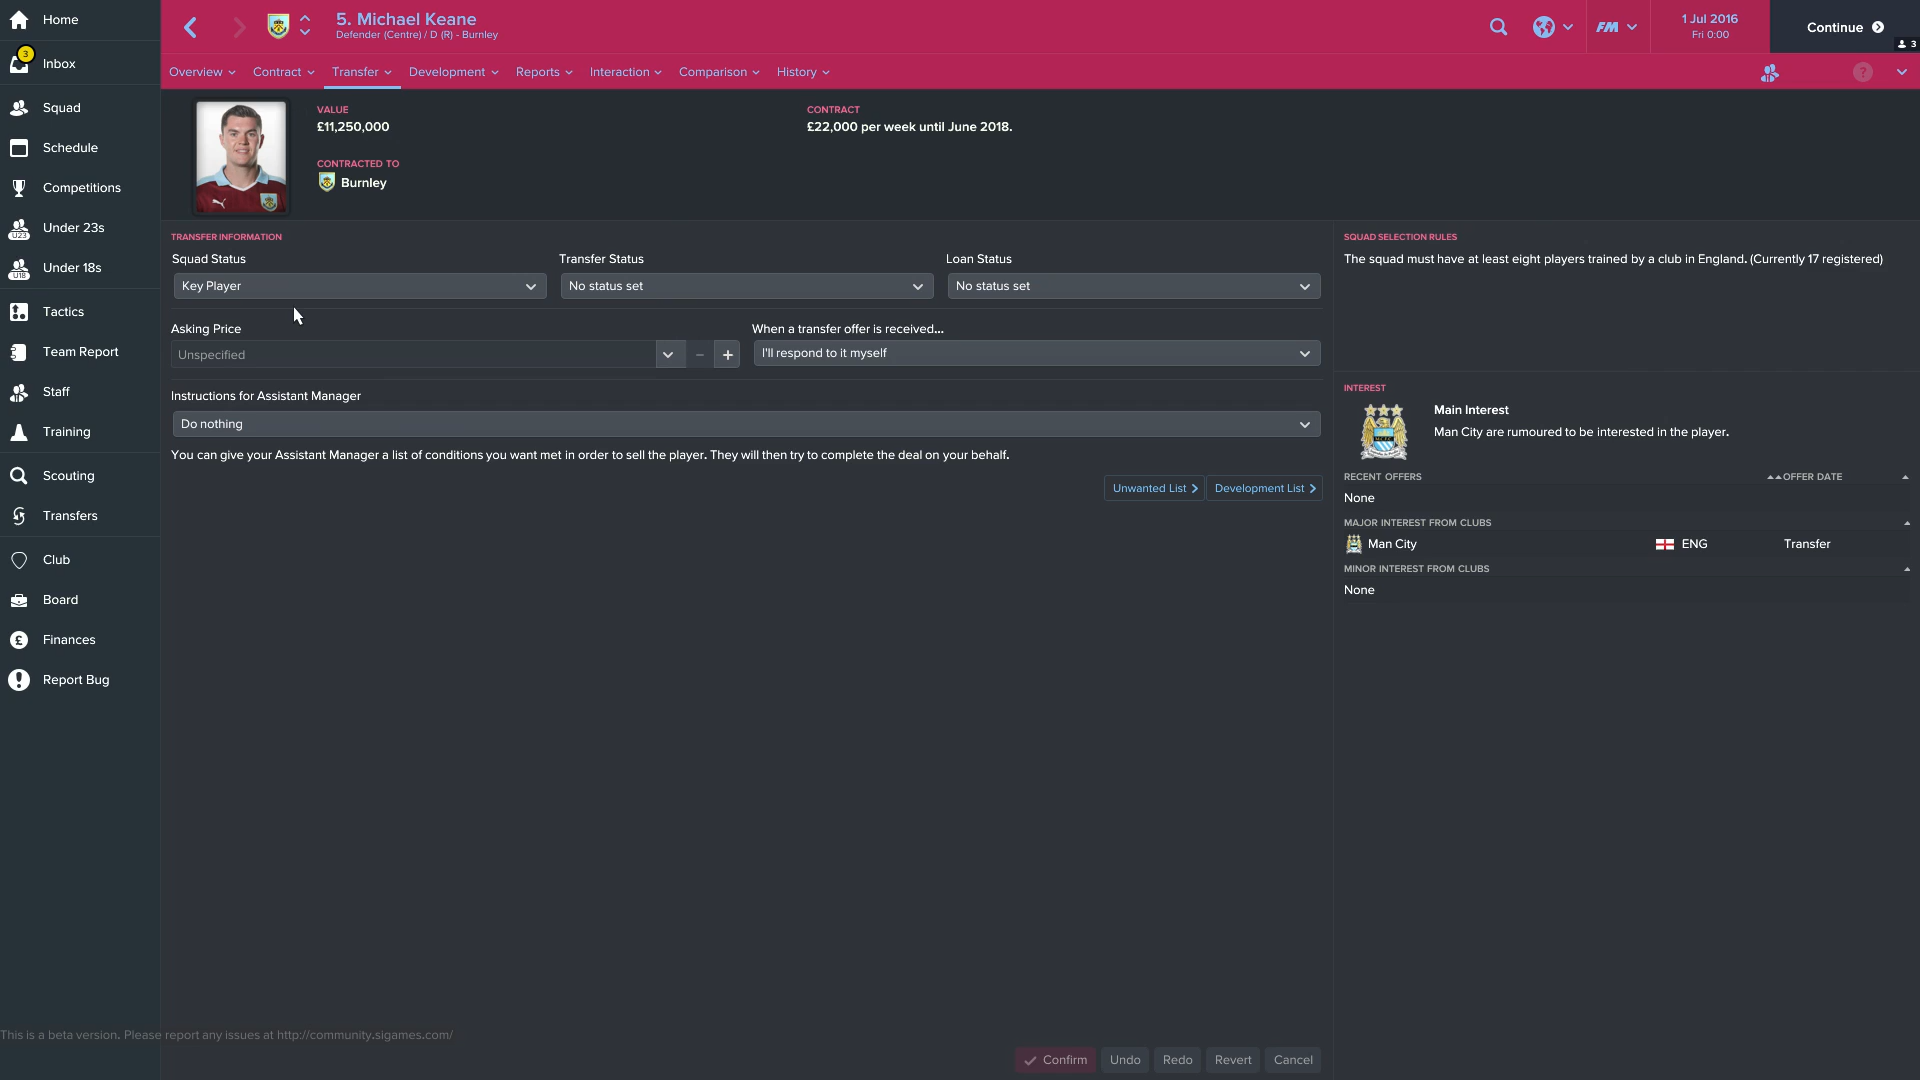 Home
3
Inbox
Squad
Schedule
Competitions
U23
Under 23s
U18
Under 18s
Tactics
Team Report
Staff
Training
Scouting
Transfers
Club
Board
Finances
Report Bug
5. Michael Keane
Defender (Centre) / D (R) - Burnley
FM
1 Jul 2016
Fri 0:00
Continue
3
Overview
Contract
Transfer
Development
Reports
Interaction
Comparison
History
?
VALUE
£11,250,000
CONTRACT
£22,000 per week until June 2018.
CONTRACTED TO
Burnley
TRANSFER INFORMATION
Squad Status
Transfer Status
Loan Status
Key Player
No status set
No status set
Asking Price
When a transfer offer is received...
Unspecified
I'll respond to it myself
Instructions for Assistant Manager
Do nothing
You can give your Assistant Manager a list of conditions you want met in order to sell the player. They will then try to complete the deal on your behalf.
Unwanted List
Development List
SQUAD SELECTION RULES
The squad must have at least eight players trained by a club in England. (Currently 17 registered)
INTEREST
Main Interest
Man City are rumoured to be interested in the player.
RECENT OFFERS
OFFER DATE
None
MAJOR INTEREST FROM CLUBS
Man City
ENG
Transfer
MINOR INTEREST FROM CLUBS
None
This is a beta version. Please report any issues at http://community.sigames.com/
Confirm
Undo
Redo
Revert
Cancel